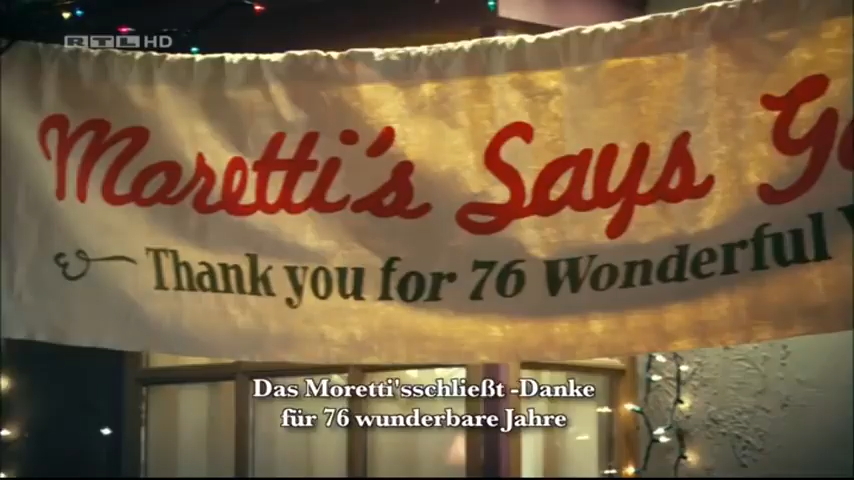 RTL HD
Moretti's Says
Thank you for 76 Wonderful
Das Moretti'sschließt -Danke
für 76 wunderbare Jahre